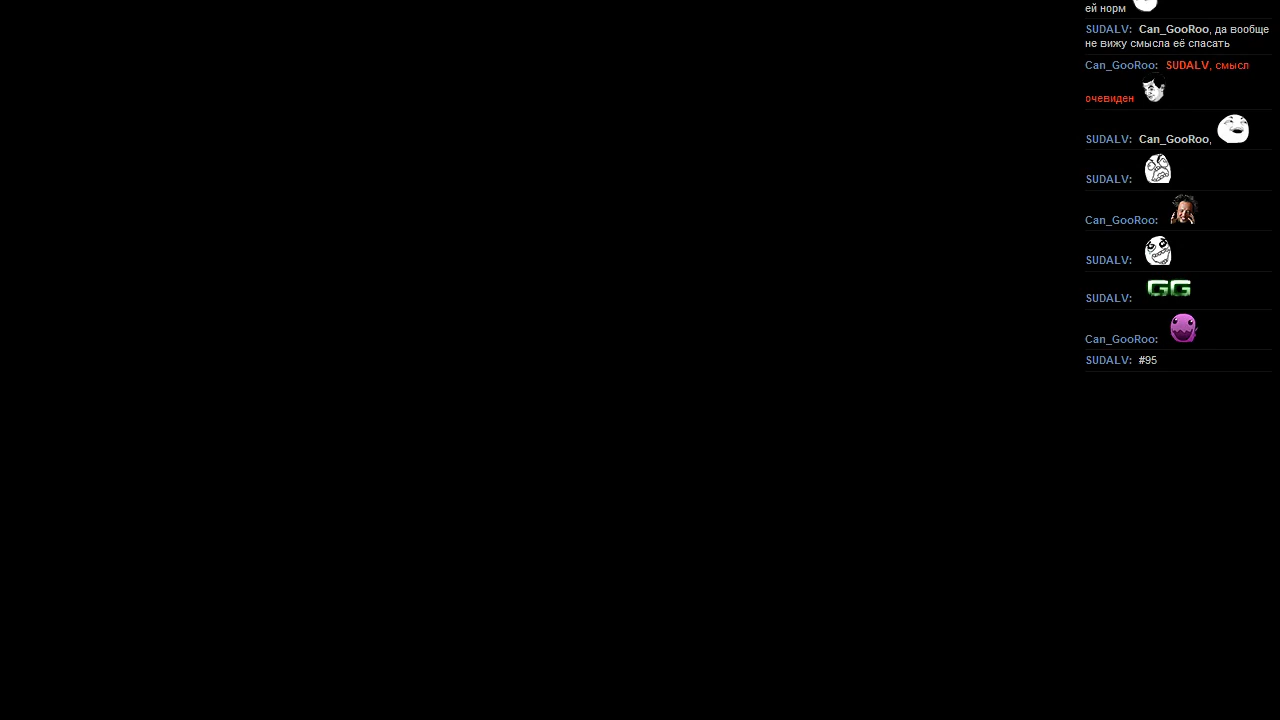 ей норм
SUDALV: Can_GooRoo, да вообще
не вижу смысла её спасать
Can_GooRoo: SUDALV, смысл
очевиден
SUDALV: Can_GooRoo,
SUDALV:
Can_GooRoo:
SUDALV:
SUDALV: GG
Can_GooRoo:
SUDALV: #95